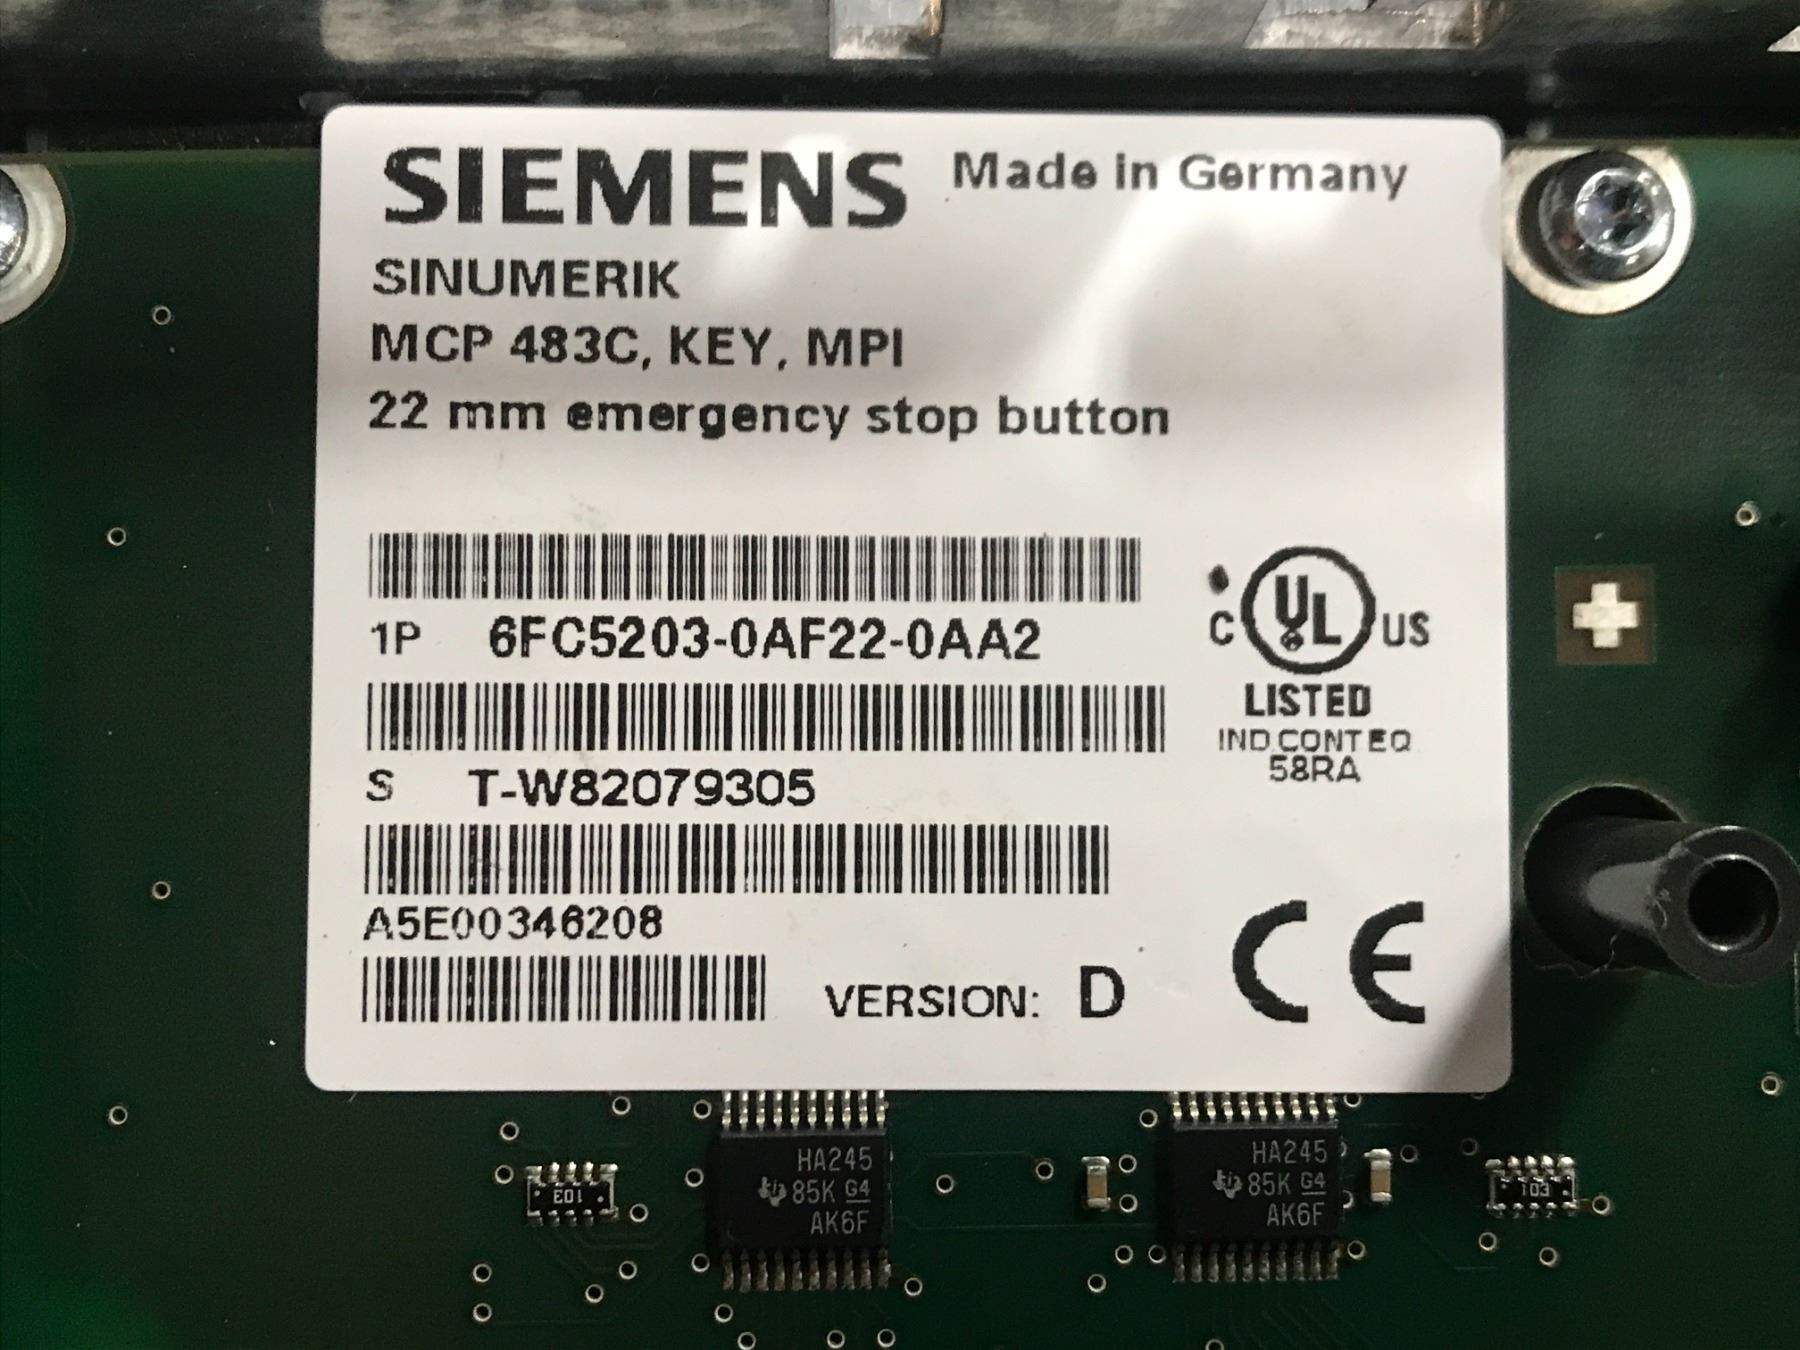 SIEMENS Made in Germany
SINUMERIK
MCP 483C, KEY, MPI
22 mm emergency stop button
1P 6FC5203-0AF22-0AA2
C UL US
LISTED
IND.CONT.EQ
58RA
S T-W82079305
A5E00346208
VERSION: D
CE
HA245
85K G4
AK6F
HA245
85K G4
AK6F
103
103